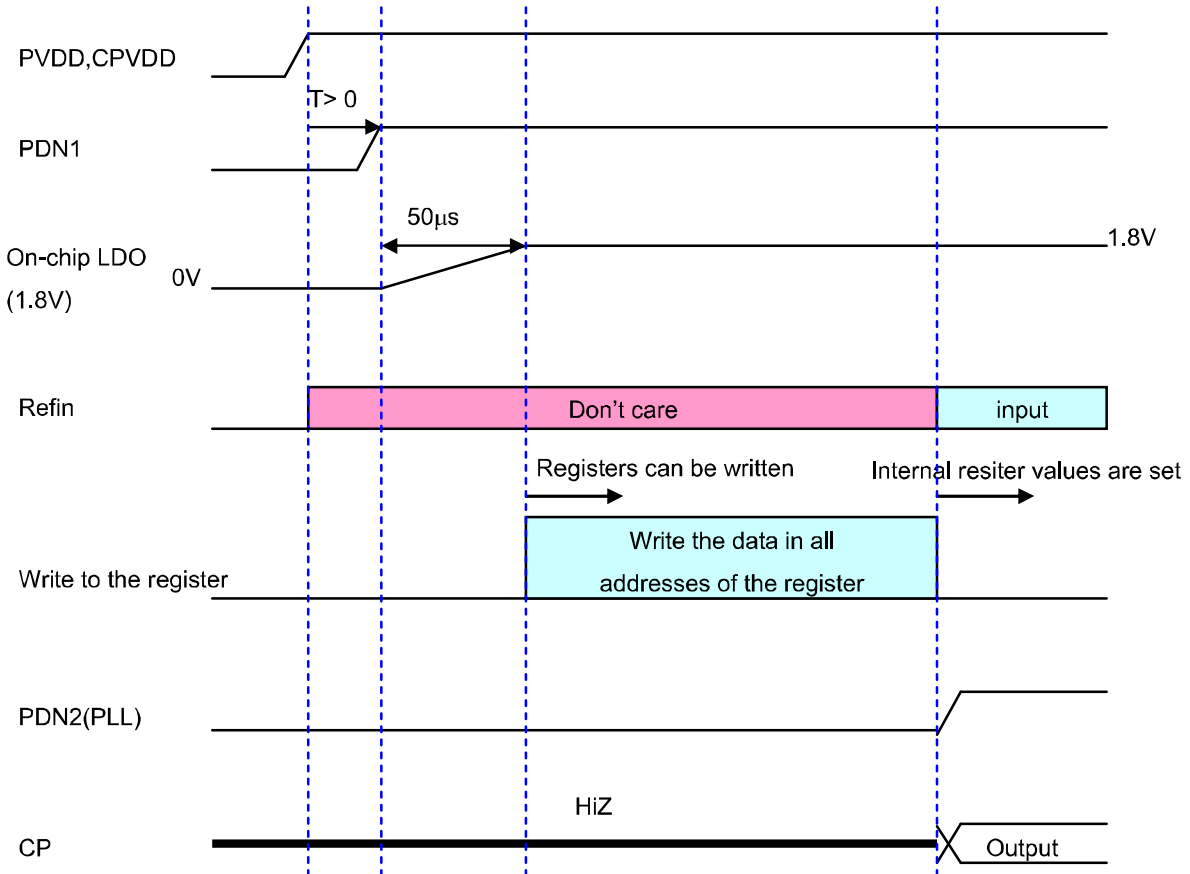 PVDD,CPVDD
T> 0
PDN1
50µs
On-chip LDO
(1.8V)
0V
1.8V
Refin
Don't care
input
Registers can be written
Internal resiter values are set
Write to the register
Write the data in all
addresses of the register
PDN2(PLL)
HiZ
CP
Output